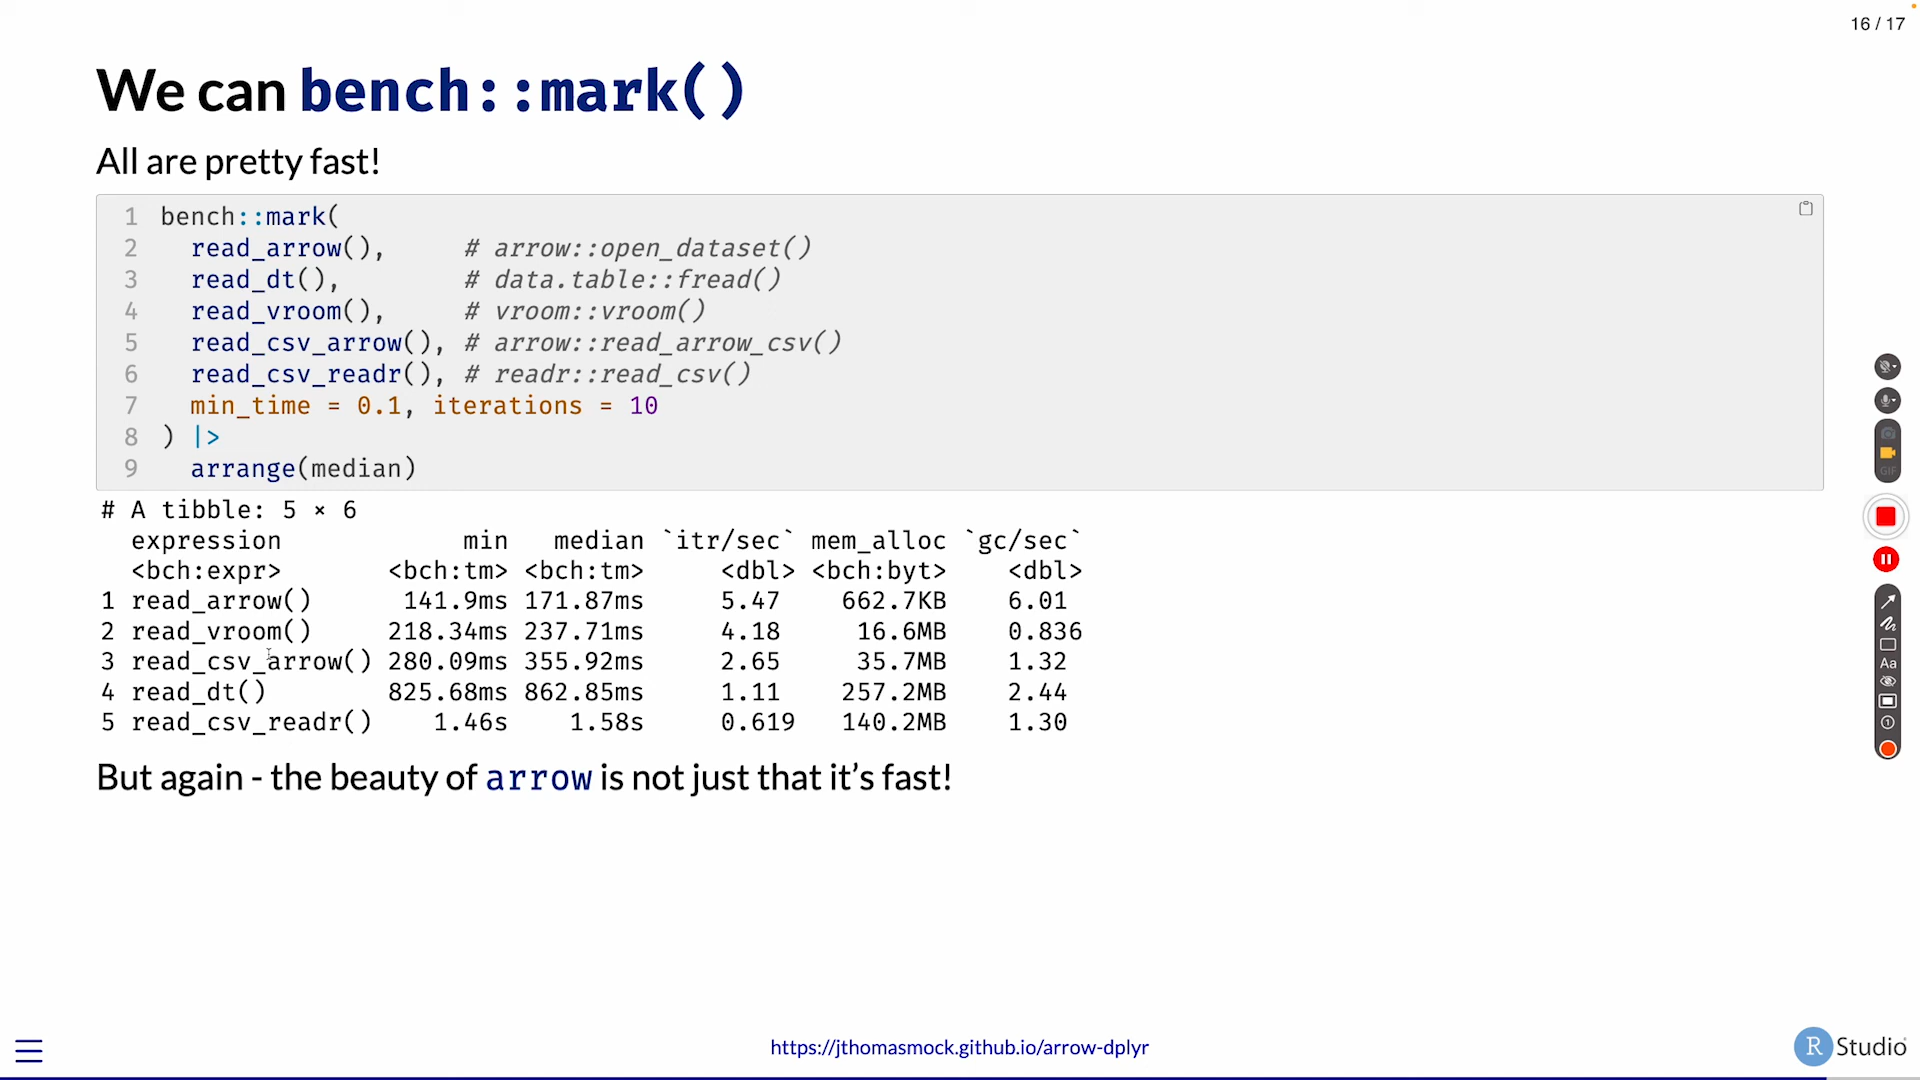 16 / 17
We can bench::mark()
All are pretty fast!
1 bench::mark(
2   read_arrow(),     # arrow::open_dataset()
3   read_dt(),        # data.table::fread()
4   read_vroom(),     # vroom::vroom()
5   read_csv_arrow(), # arrow::read_arrow_csv()
6   read_csv_readr(), # readr::read_csv()
7   min_time = 0.1, iterations = 10
8 ) |>
9   arrange(median)
# A tibble: 5 × 6
  expression            min   median `itr/sec` mem_alloc `gc/sec`
  <bch:expr>       <bch:tm> <bch:tm>     <dbl> <bch:byt>    <dbl>
1 read_arrow()      141.9ms 171.87ms     5.47    662.7KB    6.01
2 read_vroom()     218.34ms 237.71ms     4.18     16.6MB    0.836
3 read_csv_arrow() 280.09ms 355.92ms     2.65     35.7MB    1.32
4 read_dt()        825.68ms 862.85ms     1.11    257.2MB    2.44
5 read_csv_readr()    1.46s    1.58s     0.619   140.2MB    1.30
But again - the beauty of arrow is not just that it's fast!
GIF
Aa
1
https://jthomasmock.github.io/arrow-dplyr
R Studio